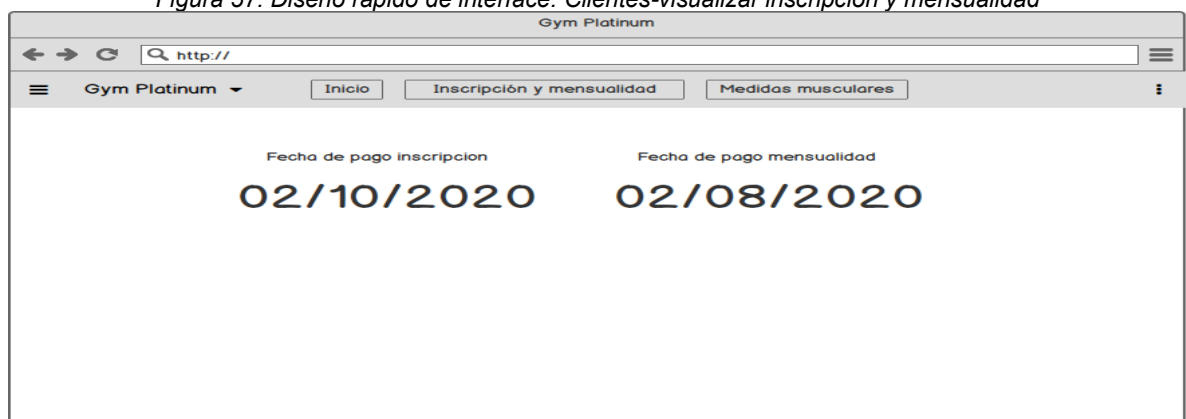 Figura 37. Diseño rápido de interface: Clientes-visualizar inscripción y mensualidad
Gym Platinum
http://
Gym Platinum
Inicio
Inscripción y mensualidad
Medidas musculares
Fecha de pago inscripcion
Fecha de pago mensualidad
02/10/2020
02/08/2020